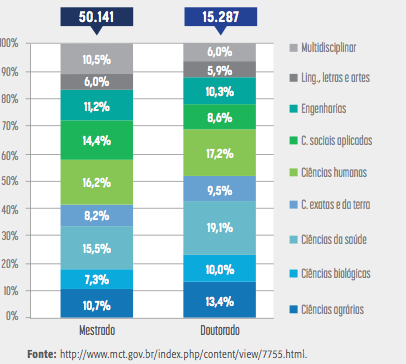 50.141 15.287
100%
90%
80%
70%
60%
50%
40%
30%
20%
10%
0%
10,5%
6,0%
11,2%
14,4%
16,2%
8,2%
15,5%
7,3%
10,7%
6,0%
5,9%
10,3%
8,6%
17,2%
9,5%
19,1%
10,0%
13,4%
Mestrado Doutorado
Multidisciplinar
Ling., letras e artes
Engenharias
C. sociais aplicadas
Ciências humanas
C. exatas e da terra
Ciências da saúde
Ciências biológicas
Ciências agrárias
Fonte: http://www.mct.gov.br/index.php/content/view/7755.html.